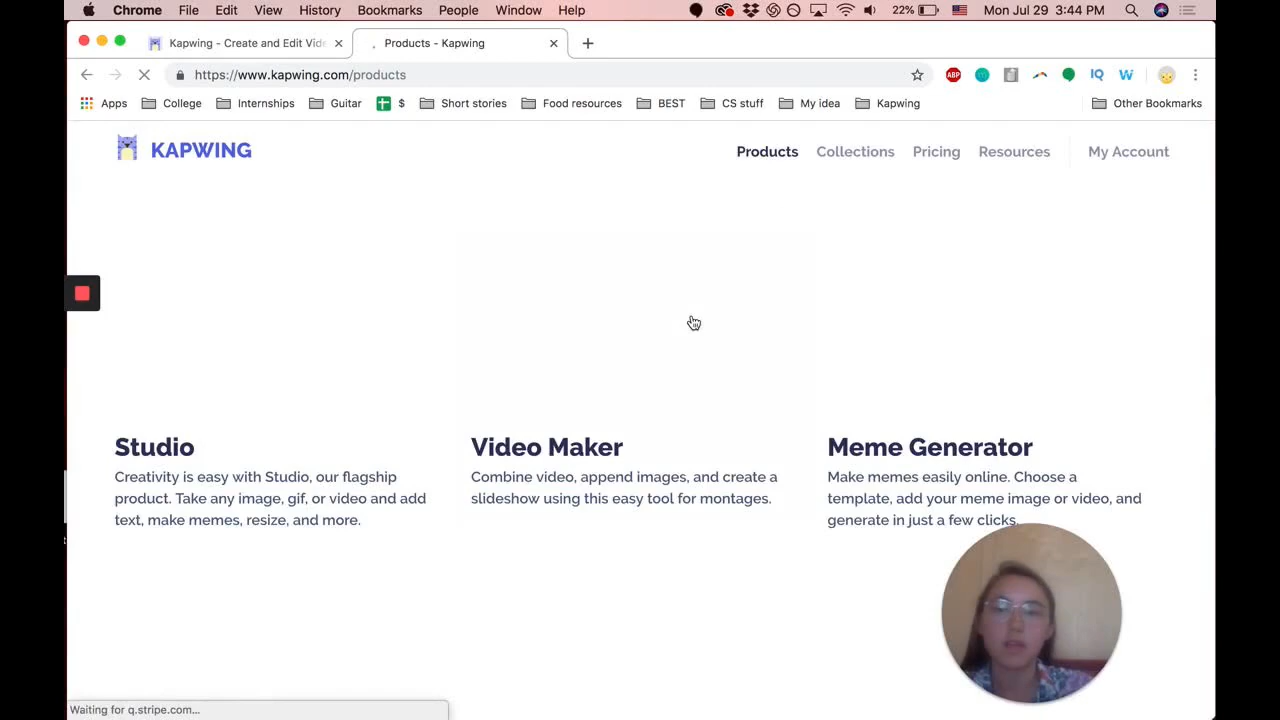 Chrome File Edit View History Bookmarks People Window Help 22% Mon Jul 29 3:44 PM
Kapwing - Create and Edit Vide Products - Kapwing
https://www.kapwing.com/products ABP IQ W
Apps College Internships Guitar $ Short stories Food resources BEST CS stuff My idea Kapwing Other Bookmarks
KAPWING Products Collections Pricing Resources My Account
Studio
Creativity is easy with Studio, our flagship
product. Take any image, gif, or video and add
text, make memes, resize, and more.
Video Maker
Combine video, append images, and create a
slideshow using this easy tool for montages.
Meme Generator
Make memes easily online. Choose a
template, add your meme image or video, and
generate in just a few clicks.
Waiting for q.stripe.com...